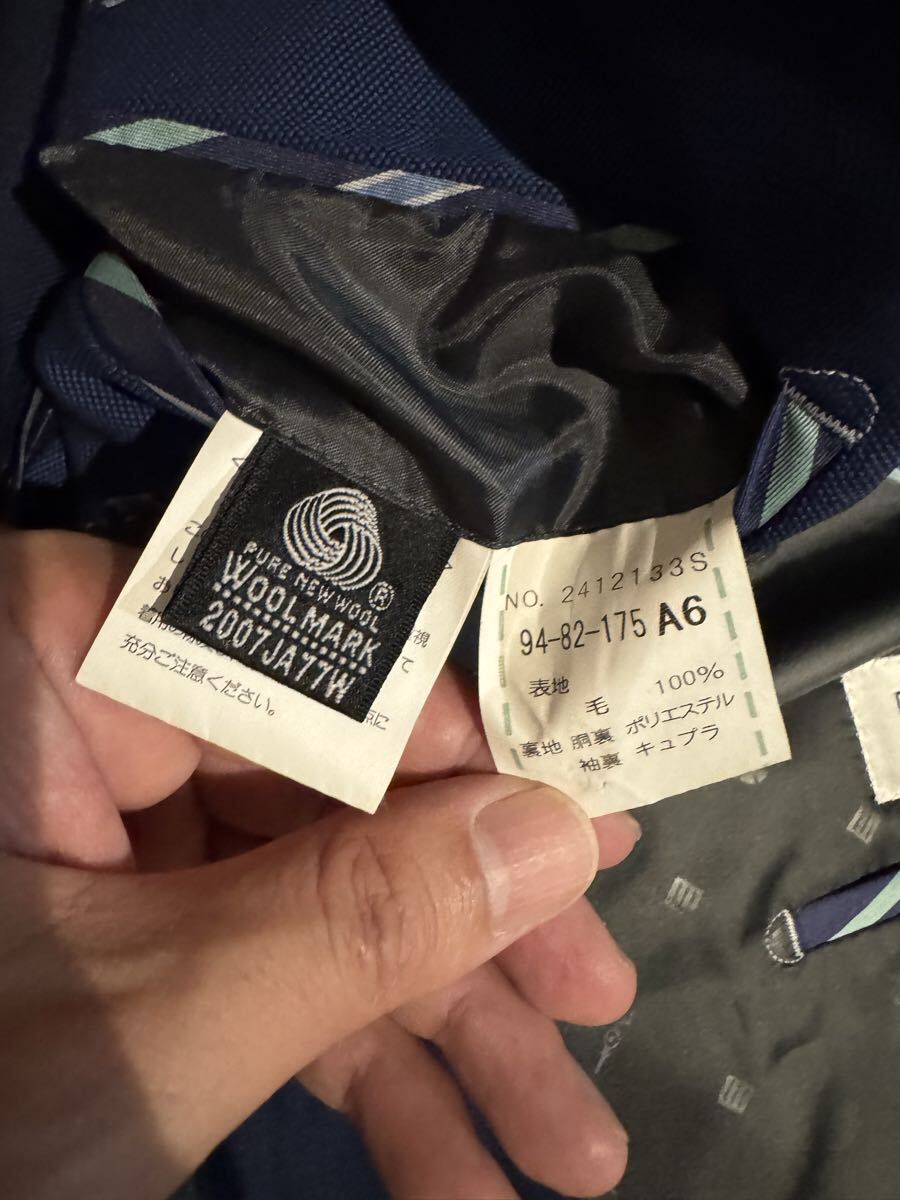 PURE NEW WOOL
WOOLMARK
2007JA77W
充分ご注意ください。
NO. 2412133S
94-82-175 A6
表地
毛 100%
裏地 胴裏 ポリエステル
袖裏 キュプラ